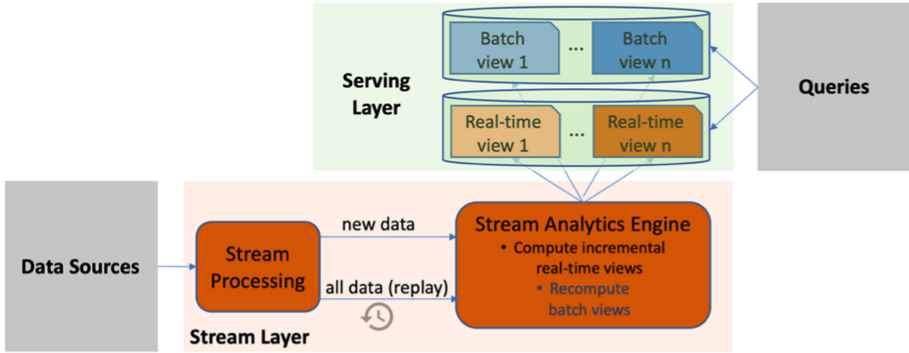 Batch
view 1
...
Batch
view n
Serving
Layer
Real-time
view 1
...
Real-time
view n
Queries
Data Sources
Stream
Processing
new data
all data (replay)
Stream Layer
Stream Analytics Engine
• Compute incremental
real-time views
• Recompute
batch views